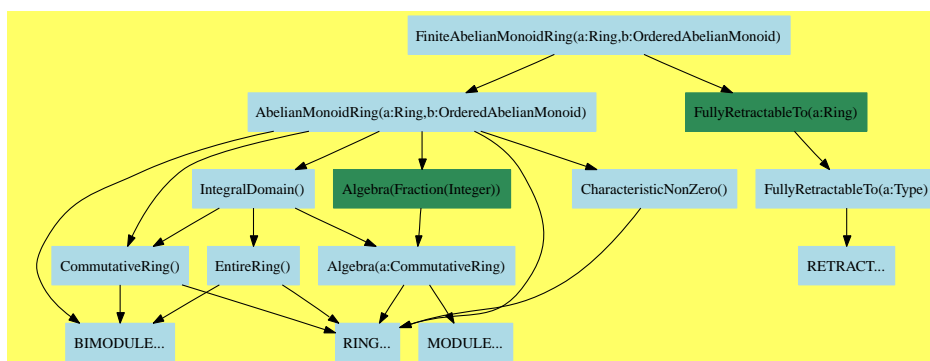 FiniteAbelianMonoidRing(a:Ring,b:OrderedAbelianMonoid)
AbelianMonoidRing(a:Ring,b:OrderedAbelianMonoid)
FullyRetractableTo(a:Ring)
IntegralDomain()
Algebra(Fraction(Integer))
CharacteristicNonZero()
FullyRetractableTo(a:Type)
CommutativeRing()
EntireRing()
Algebra(a:CommutativeRing)
RETRACT...
BIMODULE...
RING...
MODULE...